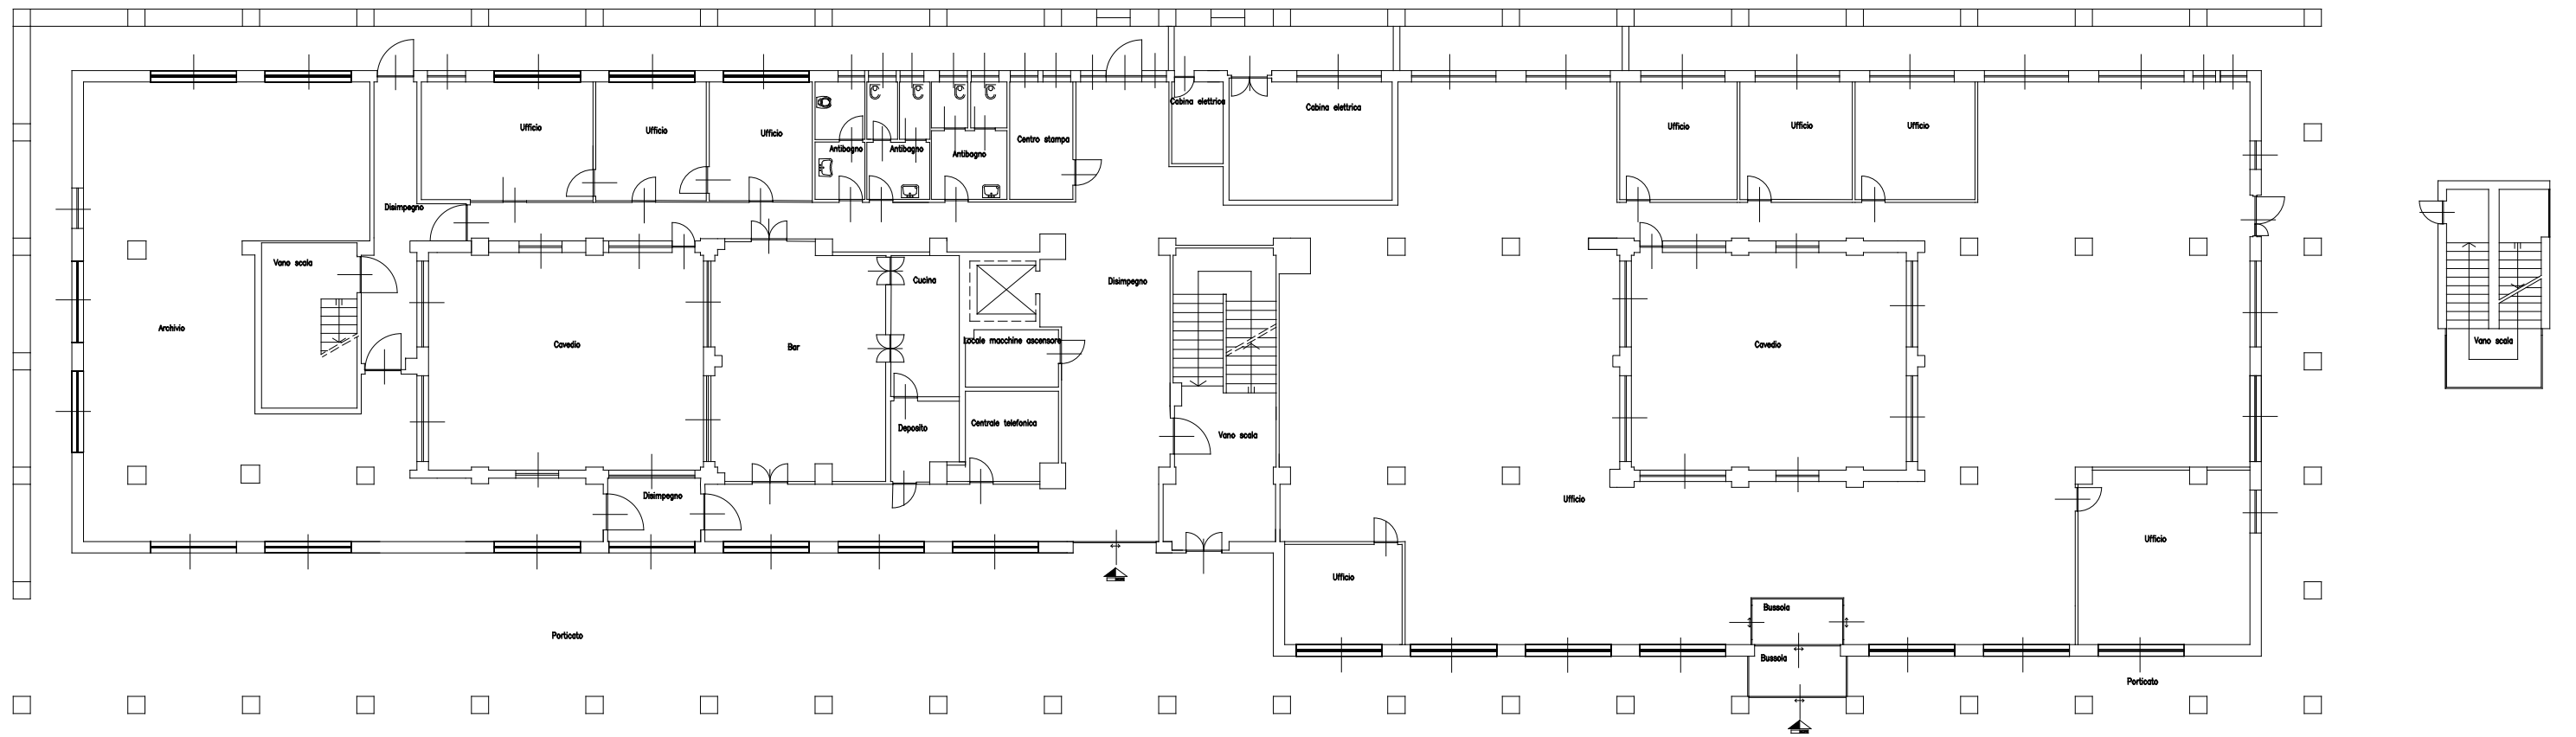 Cabina elettrica
Cabina elettrica
Ufficio
Ufficio
Ufficio
Ufficio
Ufficio
Ufficio
Centro stampa
Antibagno
Antibagno
Antibagno
Disimpegno
Vano scala
Cucina
Disimpegno
Archivio
Locale macchine ascensore
Cavedio
Bar
Cavedio
Vano scala
Deposito
Centrale telefonica
Vano scala
Disimpegno
Ufficio
Ufficio
Ufficio
Bussola
Porticato
Bussola
Porticato